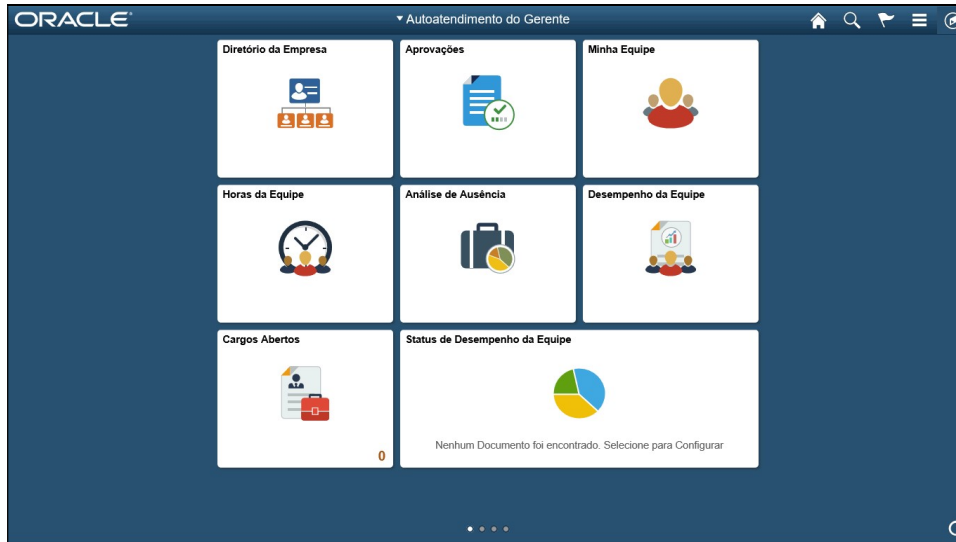 ORACLE
Autoatendimento do Gerente
Diretório da Empresa
Aprovações
Minha Equipe
Horas da Equipe
Análise de Ausência
Desempenho da Equipe
Cargos Abertos
0
Status de Desempenho da Equipe
Nenhum Documento foi encontrado. Selecione para Configurar